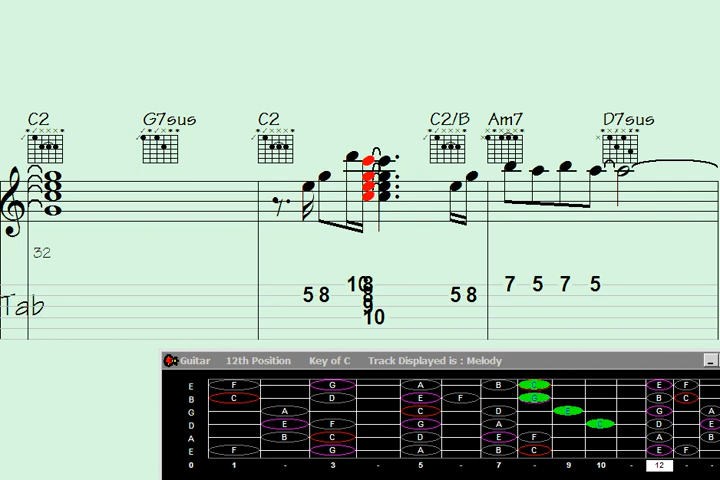 C2 G7sus C2 C2/B Am7 D7sus
32
Tab 5 8 10 8 8 9 10 5 8 7 5 7 5
Guitar 12th Position Key of C Track Displayed is : Melody
E F G A B C E F
B C D E F G B C
G A C D E G A
D E F G A C D E
A B C D E F A B
E F G A B C E F
0 1 - 3 - 5 - 7 - 9 10 - 12 - -